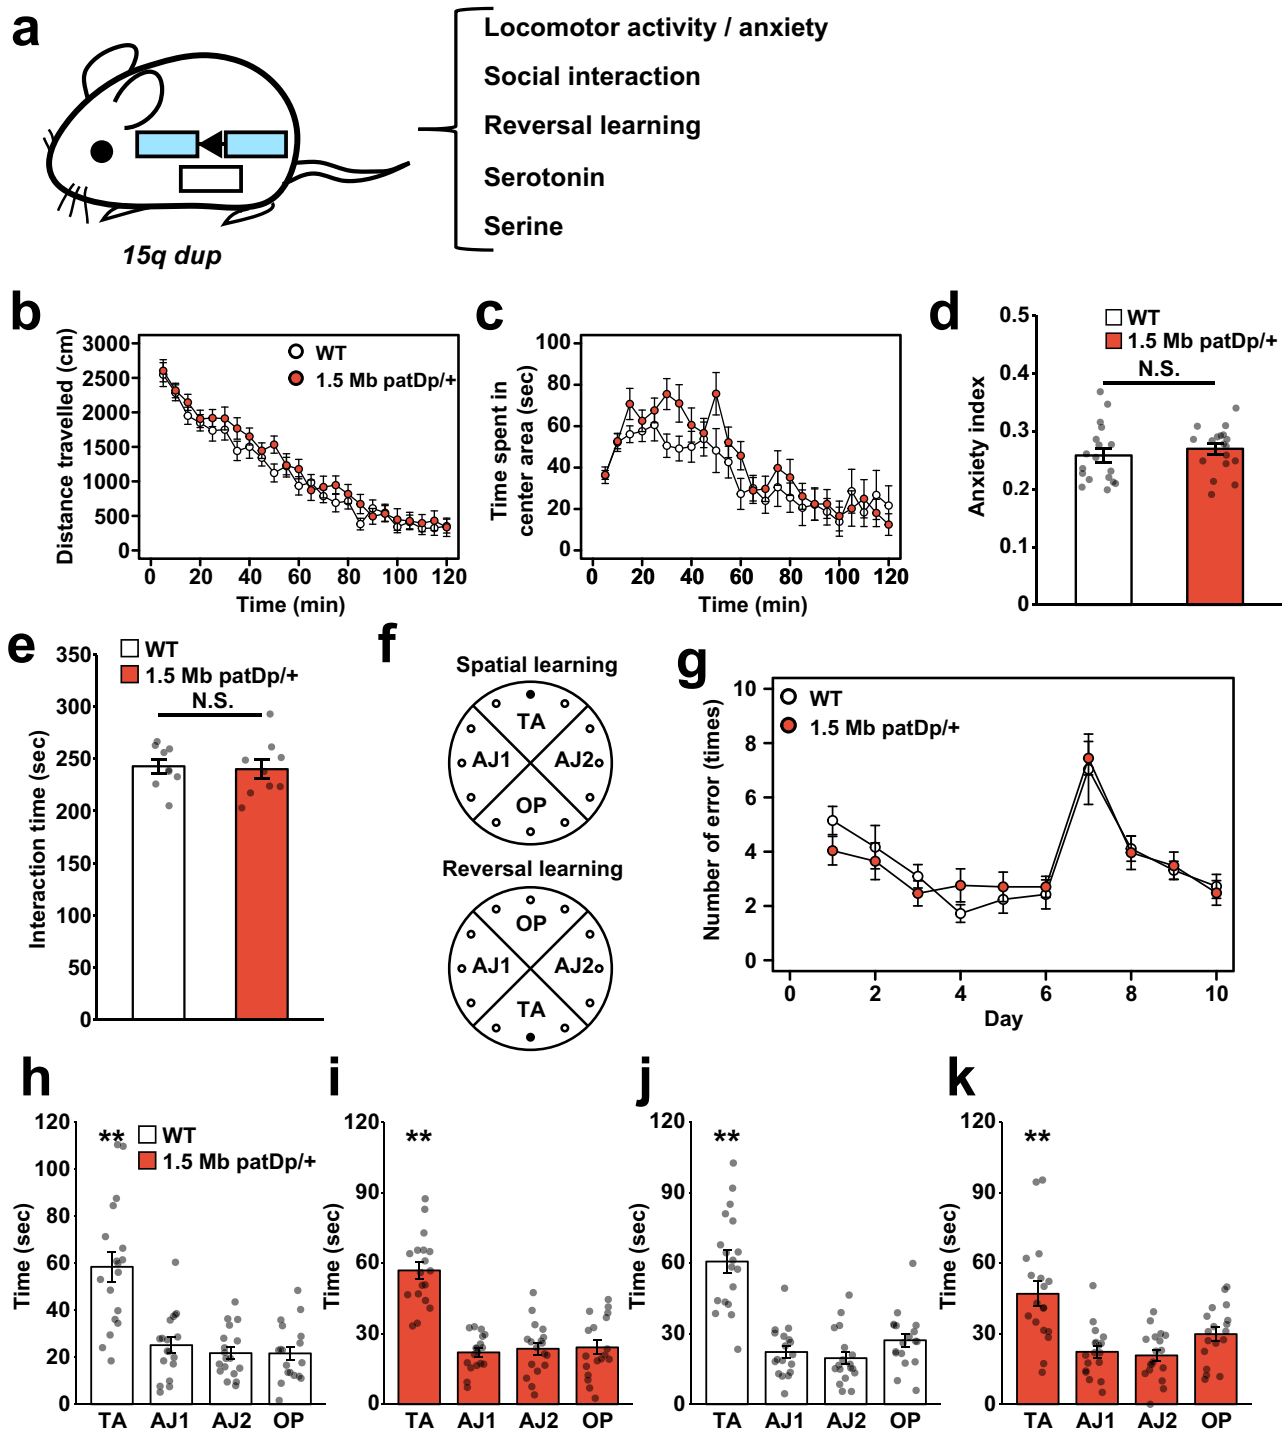 a
Locomotor activity / anxiety
Social interaction
Reversal learning
Serotonin
Serine
15q dup
b
Distance travelled (cm)
3000
2500
2000
1500
1000
500
0
WT
1.5 Mb patDp/+
0 20 40 60 80 100 120
Time (min)
c
Time spent in
center area (sec)
100
80
60
40
20
0
0 20 40 60 80 100 120
Time (min)
d
Anxiety index
0.5
0.4
0.3
0.2
0.1
0
WT
1.5 Mb patDp/+
N.S.
e
Interaction time (sec)
350
300
250
200
150
100
50
0
WT
1.5 Mb patDp/+
N.S.
f
Spatial learning
TA
AJ1 AJ2
OP
Reversal learning
OP
AJ1 AJ2
TA
g
Number of error (times)
10
8
6
4
2
0
WT
1.5 Mb patDp/+
0 2 4 6 8 10
Day
h
Time (sec)
120
100
80
60
40
20
0
**
WT
1.5 Mb patDp/+
TA AJ1 AJ2 OP
i
Time (sec)
120
90
60
30
0
**
TA AJ1 AJ2 OP
j
Time (sec)
120
90
60
30
0
**
TA AJ1 AJ2 OP
k
Time (sec)
120
90
60
30
0
**
TA AJ1 AJ2 OP